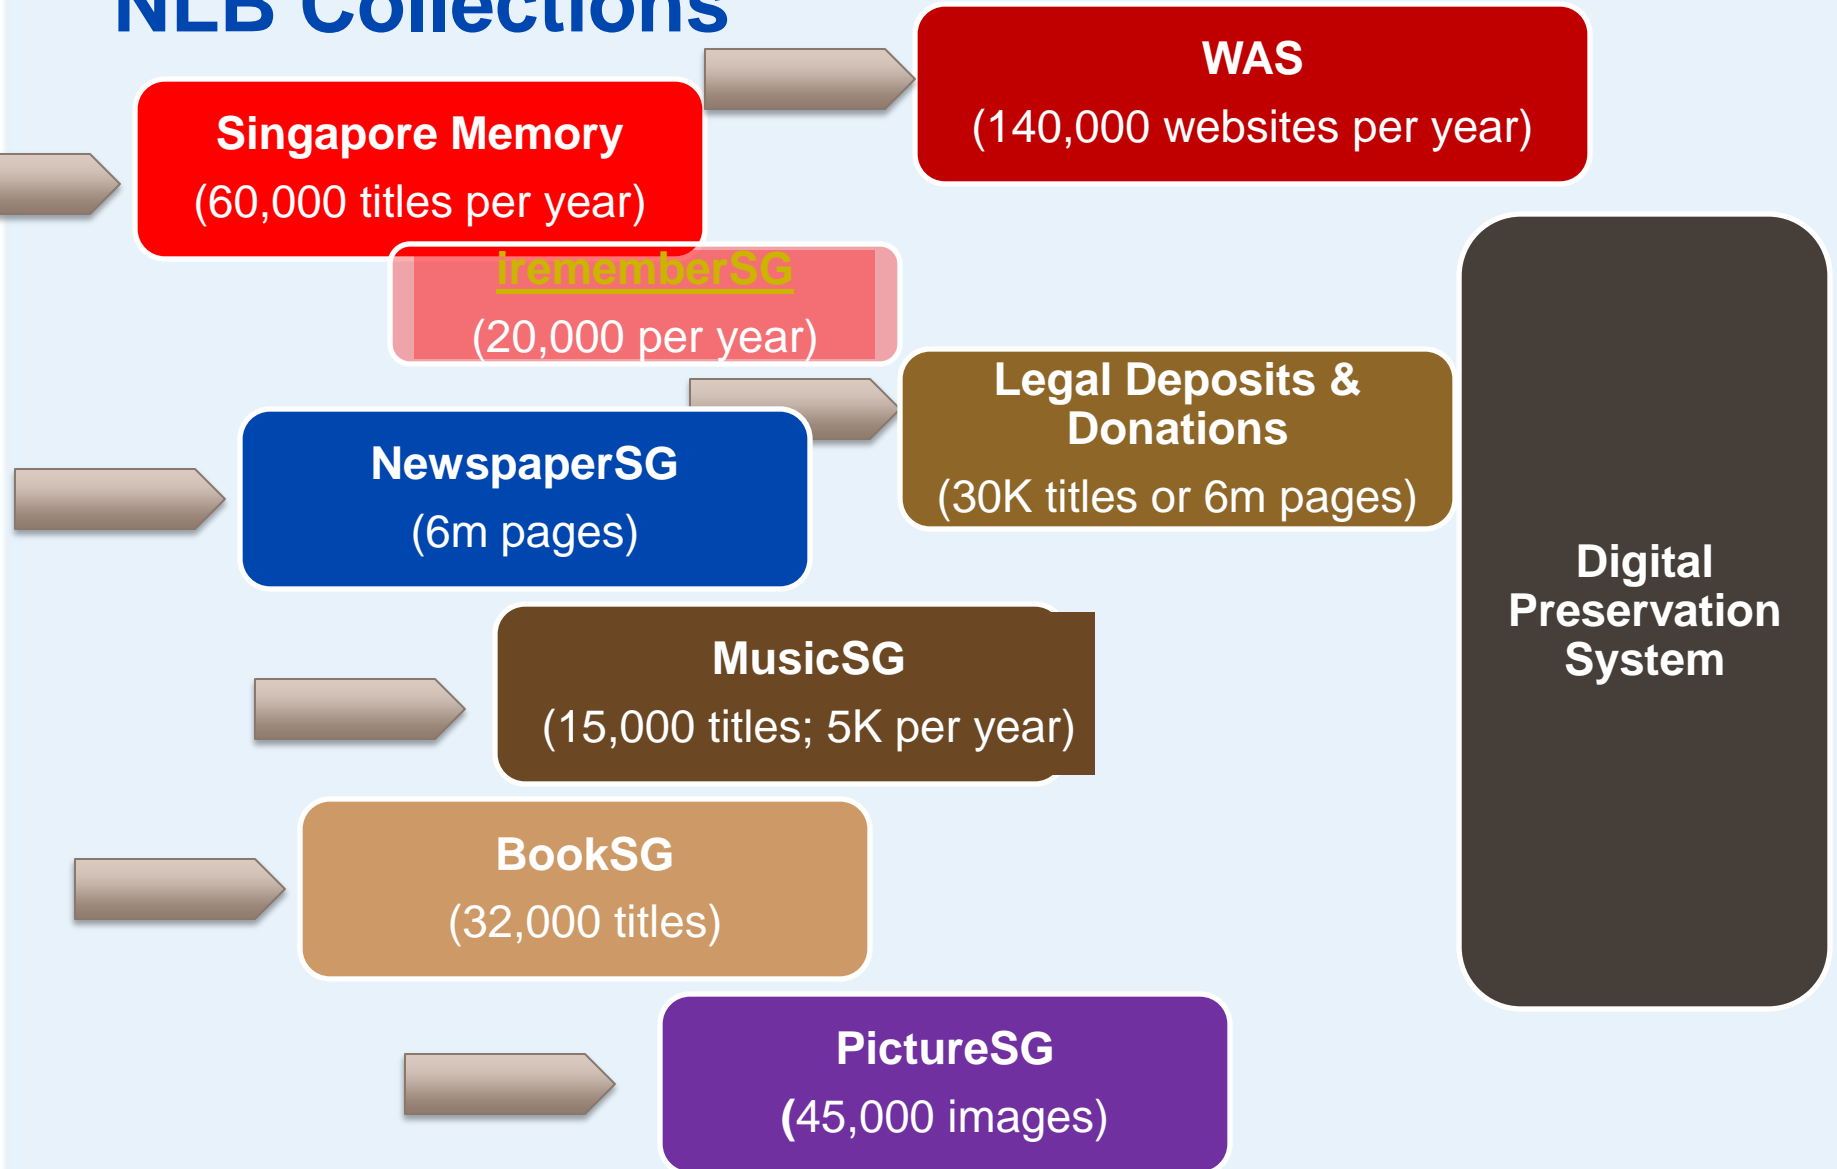 NLB Collections
WAS
(140,000 websites per year)
Singapore Memory
(60,000 titles per year)
irememberSG
(20,000 per year)
Legal Deposits &
Donations
(30K titles or 6m pages)
NewspaperSG
(6m pages)
Digital
Preservation
System
MusicSG
(15,000 titles; 5K per year)
BookSG
(32,000 titles)
PictureSG
(45,000 images)